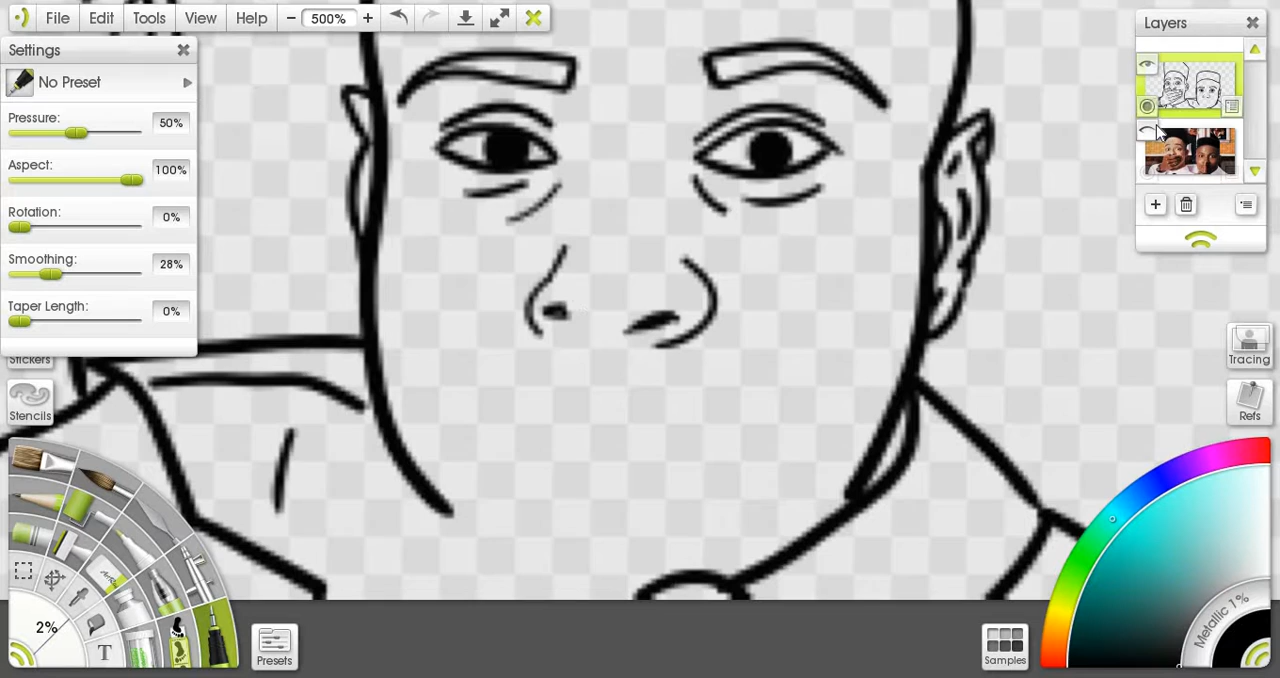 File Edit Tools View Help − 500% +
Layers
Settings
No Preset
Pressure: 50%
Aspect: 100%
Rotation: 0%
Smoothing: 28%
Taper Length: 0%
Stickers
Tracing
Stencils
Refs
2%
T
Presets
Samples
Metallic 1%